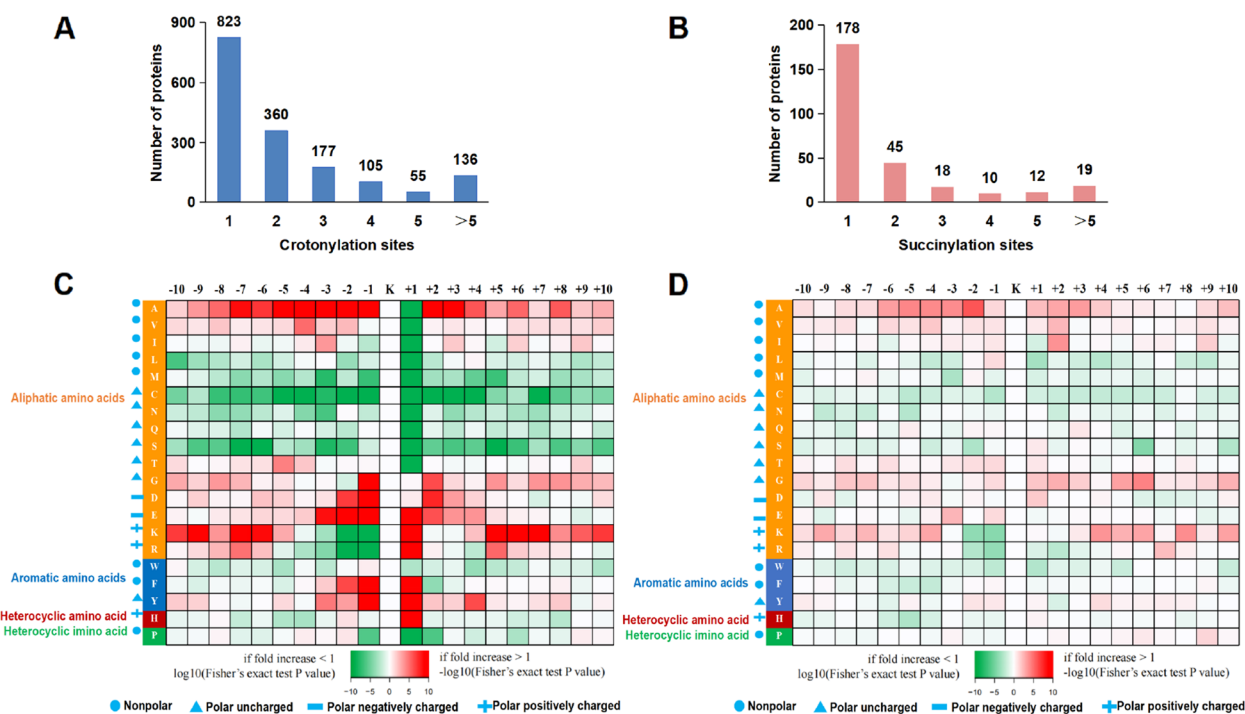 A
Number of proteins
900
600
300
0
823
360
177
105
55
136
1 2 3 4 5 >5
Crotonylation sites
B
Number of proteins
200
150
100
50
0
178
45
18
10
12
19
1 2 3 4 5 >5
Succinylation sites
C
-10 -9 -8 -7 -6 -5 -4 -3 -2 -1 K +1 +2 +3 +4 +5 +6 +7 +8 +9 +10
A
V
I
L
M
C
N
Q
S
T
G
D
E
K
R
W
F
Y
H
P
Aliphatic amino acids
Aromatic amino acids
Heterocyclic amino acid
Heterocyclic imino acid
if fold increase < 1
log10(Fisher's exact test P value)
-10 -5 0 5 10
if fold increase > 1
-log10(Fisher's exact test P value)
Nonpolar Polar uncharged Polar negatively charged Polar positively charged
D
-10 -9 -8 -7 -6 -5 -4 -3 -2 -1 K +1 +2 +3 +4 +5 +6 +7 +8 +9 +10
A
V
I
L
M
C
N
Q
S
T
G
D
E
K
R
W
F
Y
H
P
Aliphatic amino acids
Aromatic amino acids
Heterocyclic amino acid
Heterocyclic imino acid
if fold increase < 1
log10(Fisher's exact test P value)
-10 -5 0 5 10
if fold increase > 1
-log10(Fisher's exact test P value)
Nonpolar Polar uncharged Polar negatively charged Polar positively charged